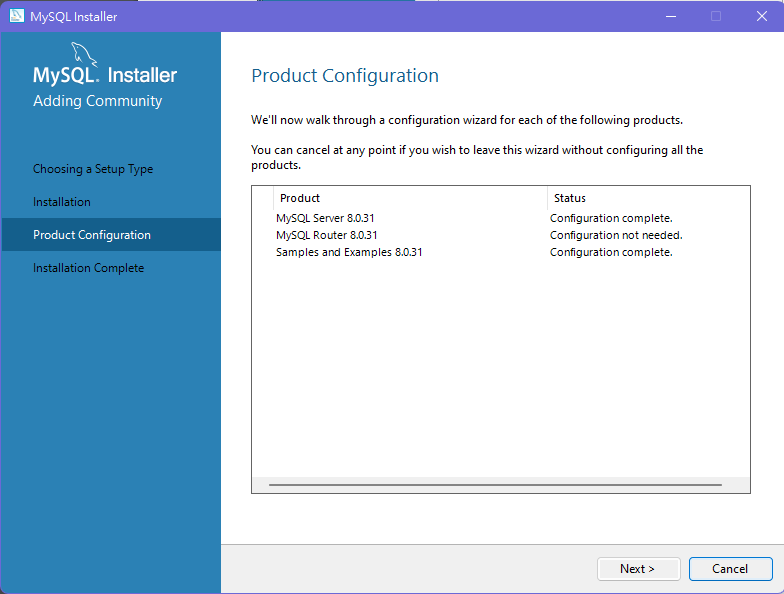 MySQL Installer
MySQL. Installer
Adding Community
Choosing a Setup Type
Installation
Product Configuration
Installation Complete
Product Configuration
We'll now walk through a configuration wizard for each of the following products.
You can cancel at any point if you wish to leave this wizard without configuring all the
products.
Product Status
MySQL Server 8.0.31 Configuration complete.
MySQL Router 8.0.31 Configuration not needed.
Samples and Examples 8.0.31 Configuration complete.
Next > Cancel